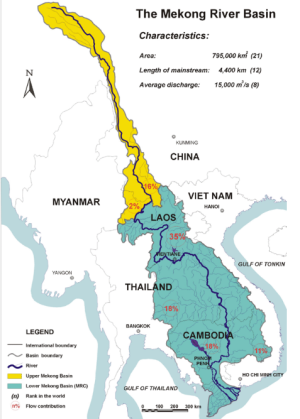 The Mekong River Basin
Characteristics:
Area: 795,000 km² (21)
Length of mainstream: 4,400 km (12)
Average discharge: 15,000 m³/s (8)
N
KUNMING
CHINA
16%
MYANMAR
2%
VIET NAM
HANOI
LAOS
35%
VIENTIANE
GULF OF TONKIN
YANGON
THAILAND
18%
BANGKOK
CAMBODIA
18%
11%
PHNOM PENH
HO CHI MINH CITY
GULF OF THAILAND
LEGEND
International boundary
Basin boundary
River
Upper Mekong Basin
Lower Mekong Basin (MRC)
(n) Rank in the world
n% Flow contribution
100 0 300 km